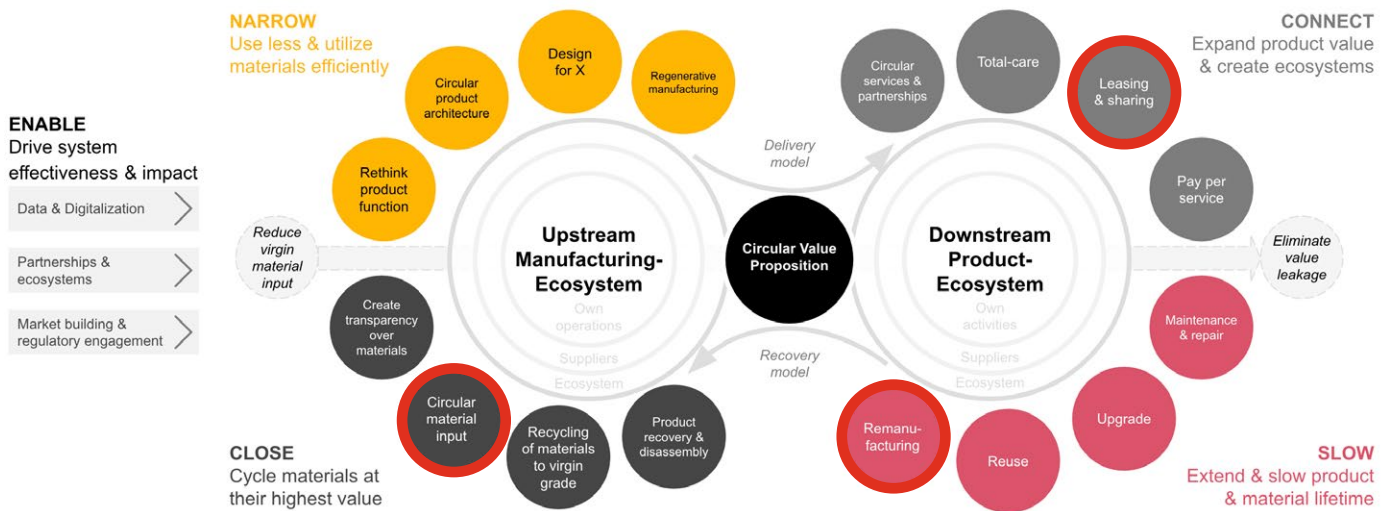 NARROW
Use less & utilize
materials efficiently
CONNECT
Expand product value
& create ecosystems
ENABLE
Drive system
effectiveness & impact
Data & Digitalization
Partnerships &
ecosystems
Market building &
regulatory engagement
Reduce
virgin
material
input
Rethink
product
function
Circular
product
architecture
Design
for X
Regenerative
manufacturing
Delivery
model
Circular
services &
partnerships
Total-care
Leasing
& sharing
Pay per
service
Upstream
Manufacturing-
Ecosystem
Own
operations
Suppliers
Ecosystem
Circular Value
Proposition
Downstream
Product-
Ecosystem
Own
activities
Suppliers
Ecosystem
Eliminate
value
leakage
Create
transparency
over
materials
Circular
material
input
Recycling
of materials
to virgin
grade
Product
recovery &
disassembly
Recovery
model
Remanu-
facturing
Reuse
Upgrade
Maintenance
& repair
CLOSE
Cycle materials at
their highest value
SLOW
Extend & slow product
& material lifetime